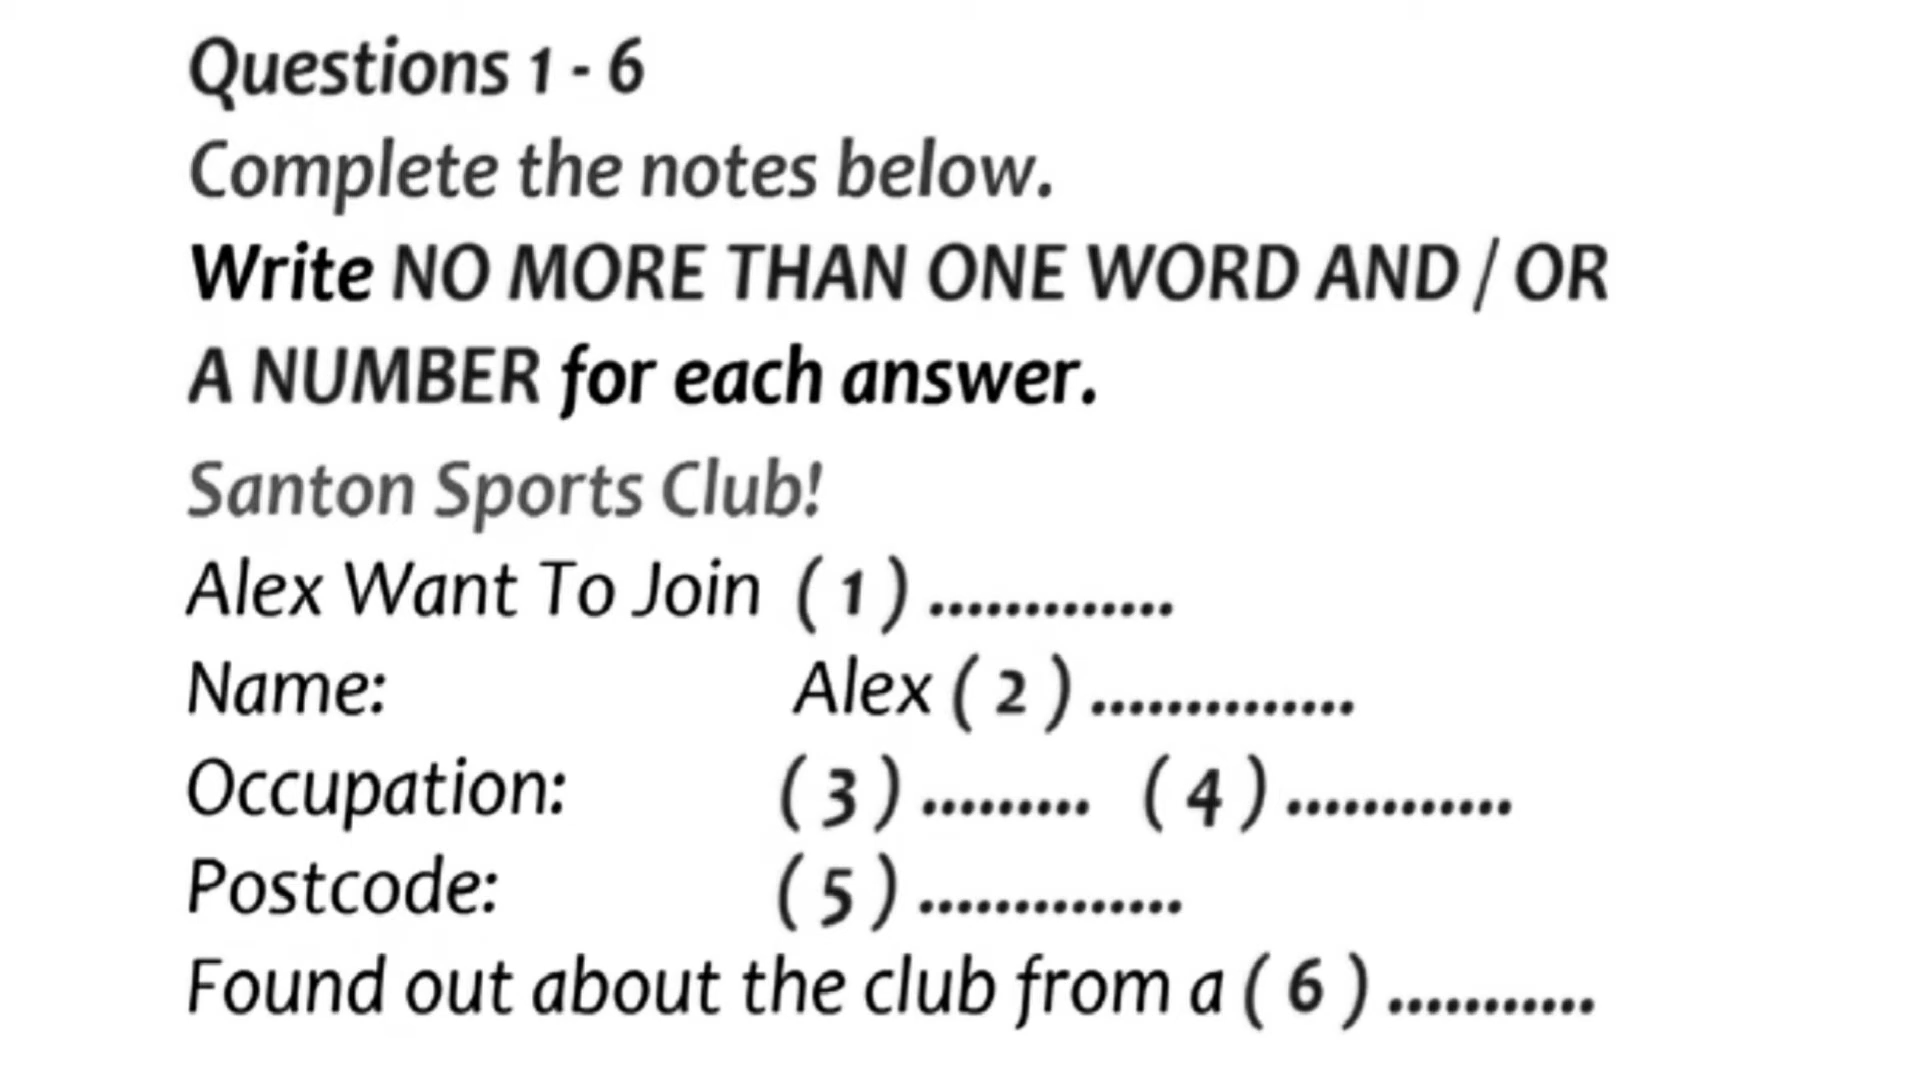 Questions 1 - 6
Complete the notes below.
Write NO MORE THAN ONE WORD AND / OR
A NUMBER for each answer.
Santon Sports Club!
Alex Want To Join ( 1 ) .............
Name: Alex ( 2 ) ..............
Occupation: ( 3 ) ......... ( 4 ) ............
Postcode: ( 5 ) ..............
Found out about the club from a ( 6 ) ...........